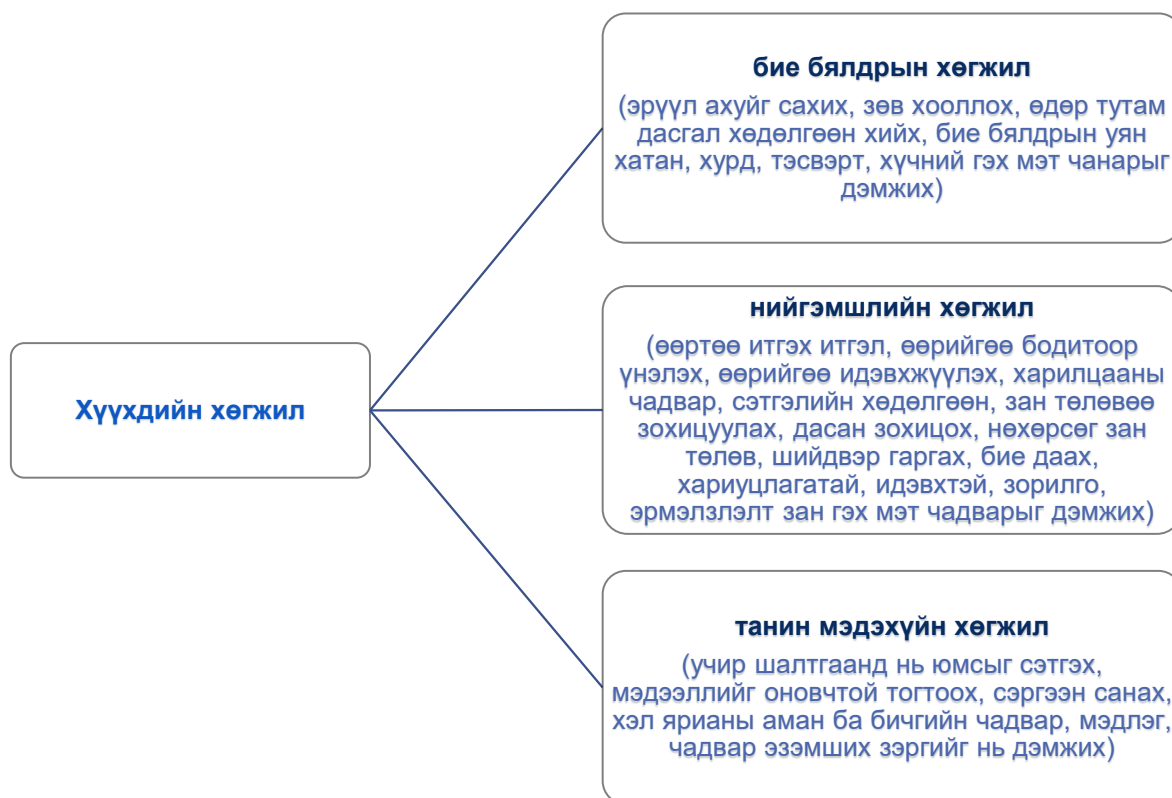 бие бялдрын хөгжил
(эрүүл ахуйг сахих, зөв хооллох, өдөр тутам
дасгал хөдөлгөөн хийх, бие бялдрын уян
хатан, хурд, тэсвэрт, хүчний гэх мэт чанарыг
дэмжих)
Хүүхдийн хөгжил
нийгэмшлийн хөгжил
(өөртөө итгэх итгэл, өөрийгөө бодитоор
үнэлэх, өөрийгөө идэвхжүүлэх, харилцааны
чадвар, сэтгэлийн хөдөлгөөн, зан төлөвөө
зохицуулах, дасан зохицох, нөхөрсөг зан
төлөв, шийдвэр гаргах, бие даах,
хариуцлагатай, идэвхтэй, зорилго,
эрмэлзлэлт зан гэх мэт чадварыг дэмжих)
танин мэдэхүйн хөгжил
(учир шалтгаанд нь юмсыг сэтгэх,
мэдээллийг оновчтой тогтоох, сэргээн санах,
хэл ярианы аман ба бичгийн чадвар, мэдлэг,
чадвар эзэмших зэргийг нь дэмжих)